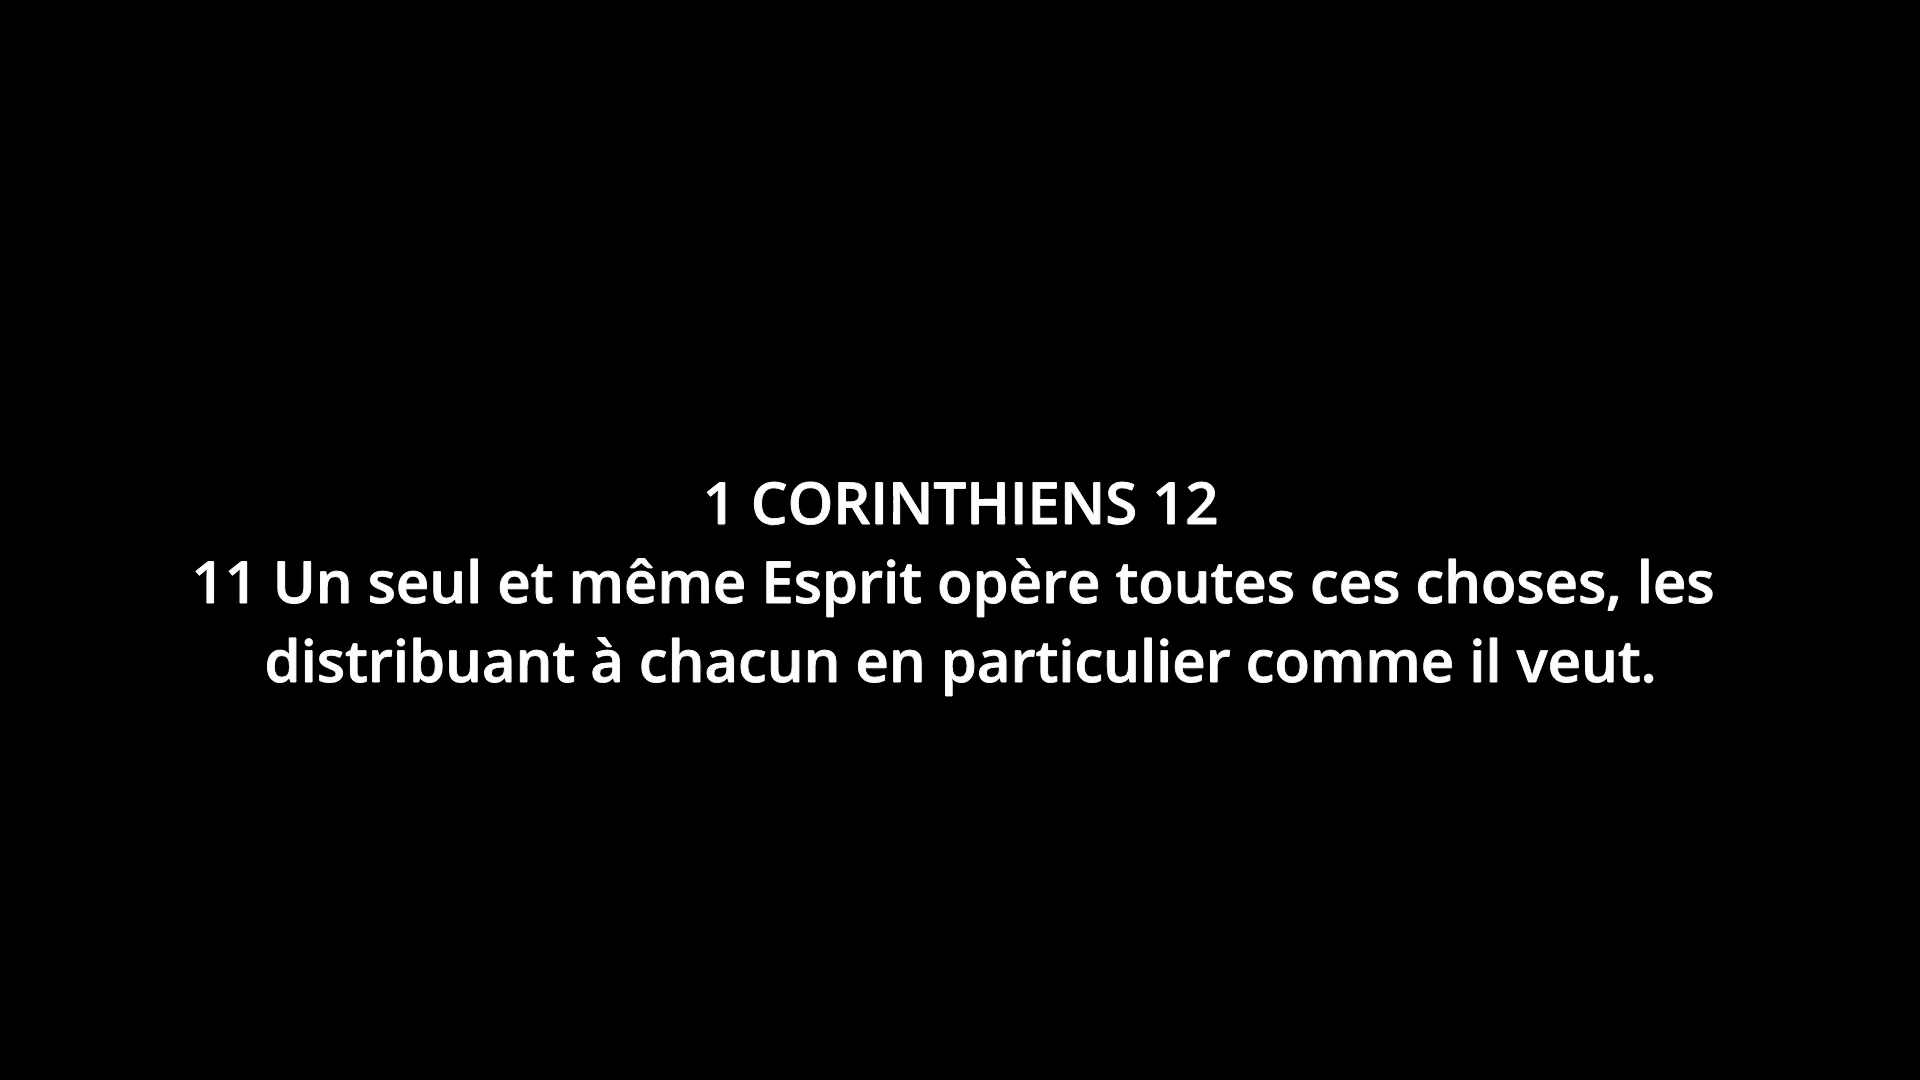 1 CORINTHIENS 12
11 Un seul et même Esprit opère toutes ces choses, les
distribuant à chacun en particulier comme il veut.